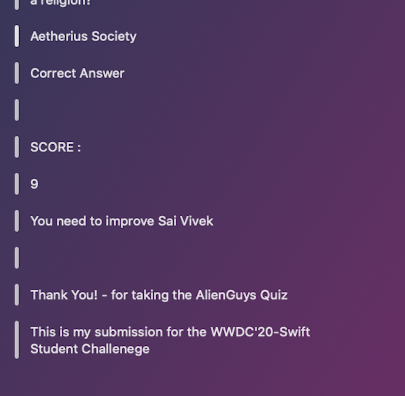 a religion?
Aetherius Society
Correct Answer
SCORE :
9
You need to improve Sai Vivek
Thank You! - for taking the AlienGuys Quiz
This is my submission for the WWDC'20-Swift
Student Challenege